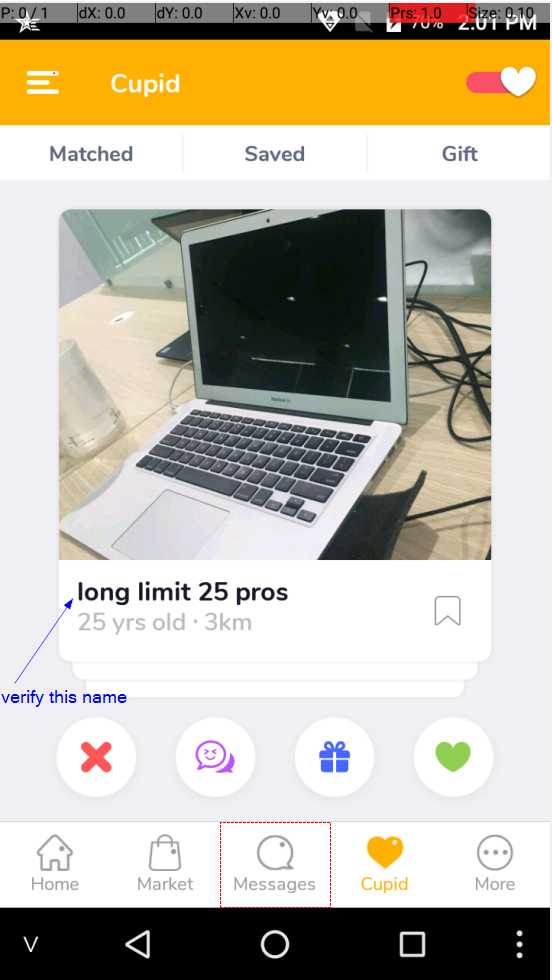 P: 0 / 1 dX: 0.0 dY: 0.0 Xv: 0.0 Yv: 0.0 Prs: 1.0 Size: 0.10
70% 2:01 PM
Cupid
Matched Saved Gift
MacBook Air
long limit 25 pros
25 yrs old · 3km
verify this name
Home Market Messages Cupid More